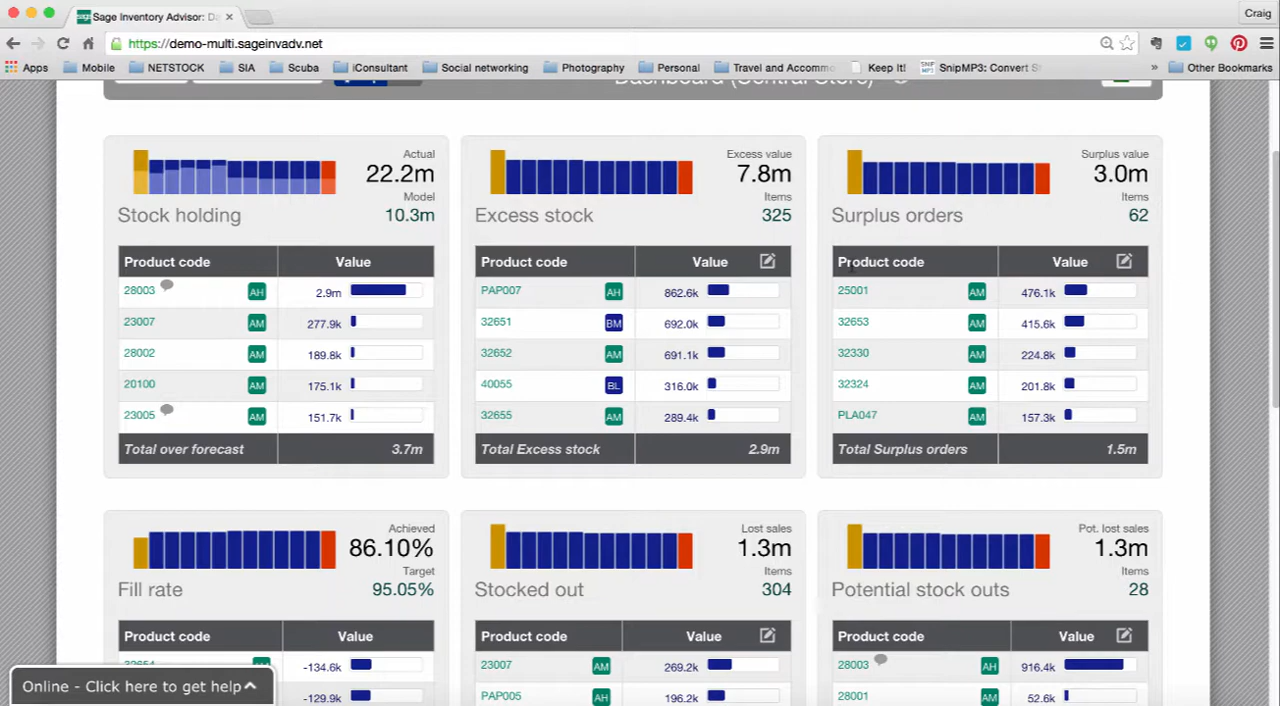 Sage Inventory Advisor: Da
Craig
https://demo-multi.sageinvadv.net
Apps Mobile NETSTOCK SIA Scuba iConsultant Social networking Photography Personal Travel and Accommo Keep It! SnipMP3: Convert S » Other Bookmarks
Dashboard (Central Store)
Actual
22.2m
Model
Stock holding 10.3m
Product code Value
28003 AH 2.9m
23007 AM 277.9k
28002 AM 189.8k
20100 AM 175.1k
23005 AM 151.7k
Total over forecast 3.7m
Excess value
7.8m
Items
Excess stock 325
Product code Value
PAP007 AH 862.6k
32651 BM 692.0k
32652 AM 691.1k
40055 BL 316.0k
32655 AM 289.4k
Total Excess stock 2.9m
Surplus value
3.0m
Items
Surplus orders 62
Product code Value
25001 AM 476.1k
32653 AM 415.6k
32330 AM 224.8k
32324 AM 201.8k
PLA047 AM 157.3k
Total Surplus orders 1.5m
Achieved
86.10%
Target
Fill rate 95.05%
Product code Value
-134.6k
-129.9k
Lost sales
1.3m
Items
Stocked out 304
Product code Value
23007 AM 269.2k
PAP005 AH 196.2k
Pot. lost sales
1.3m
Items
Potential stock outs 28
Product code Value
28003 AH 916.4k
28001 AM 52.6k
Online - Click here to get help